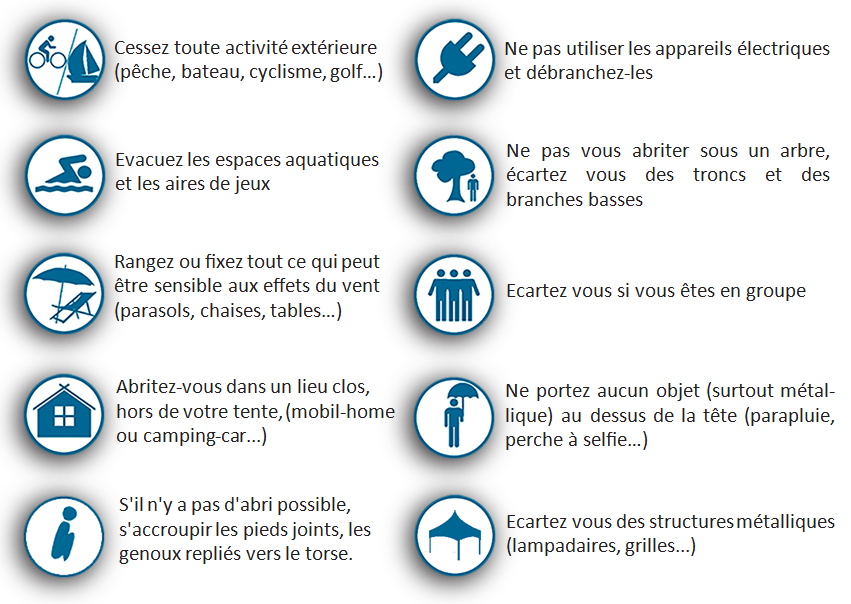 Cessez toute activité extérieure
(pêche, bateau, cyclisme, golf...)
Evacuez les espaces aquatiques
et les aires de jeux
Rangez ou fixez tout ce qui peut
être sensible aux effets du vent
(parasols, chaises, tables...)
Abritez-vous dans un lieu clos,
hors de votre tente, (mobil-home
ou camping-car...)
S'il n'y a pas d'abri possible,
s'accroupir les pieds joints, les
genoux repliés vers le torse.
Ne pas utiliser les appareils électriques
et débranchez-les
Ne pas vous abriter sous un arbre,
écartez vous des troncs et des
branches basses
Ecartez vous si vous êtes en groupe
Ne portez aucun objet (surtout métal-
lique) au dessus de la tête (parapluie,
perche à selfie...)
Ecartez vous des structures métalliques
(lampadaires, grilles...)